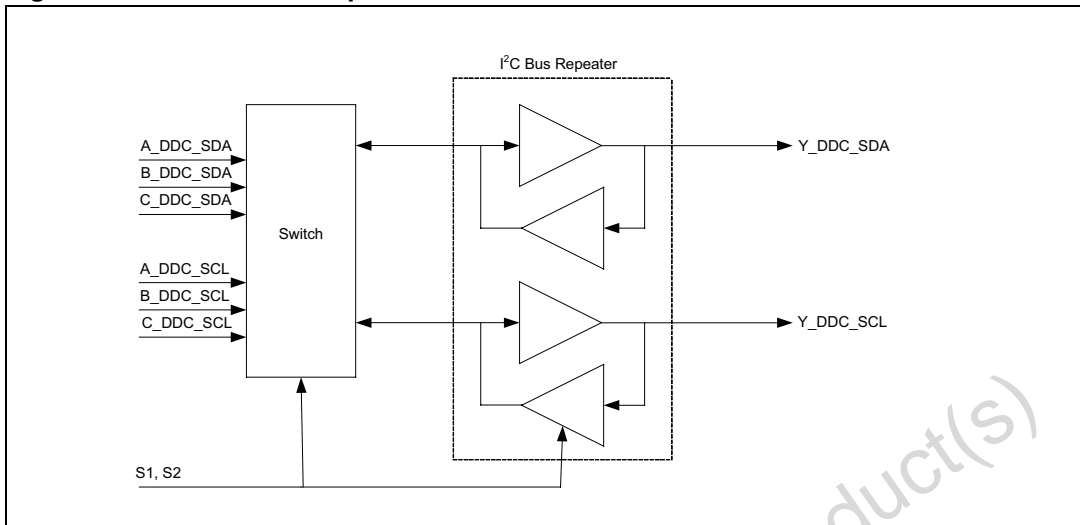 I²C Bus Repeater
A_DDC_SDA
B_DDC_SDA
C_DDC_SDA
Y_DDC_SDA
Switch
A_DDC_SCL
B_DDC_SCL
C_DDC_SCL
Y_DDC_SCL
S1, S2
duct(s)